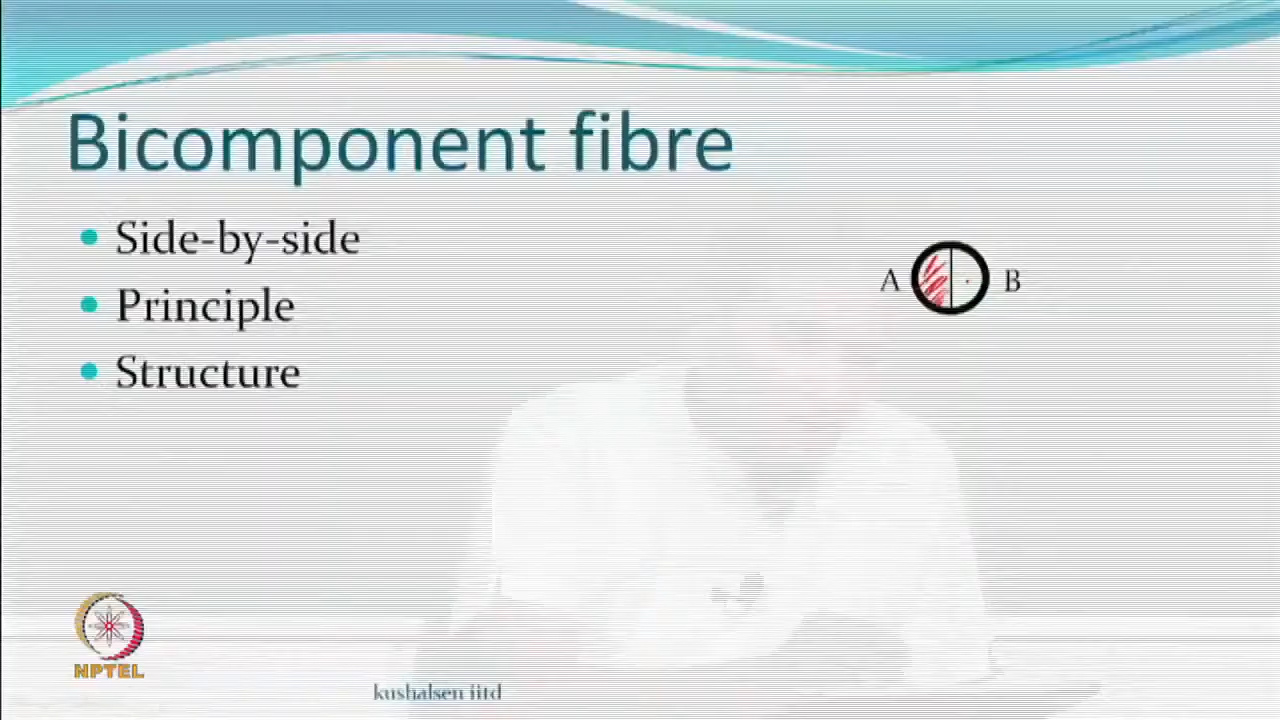 Bicomponent fibre
Side-by-side
Principle
Structure
A B
NPTEL
kushalsen iitd